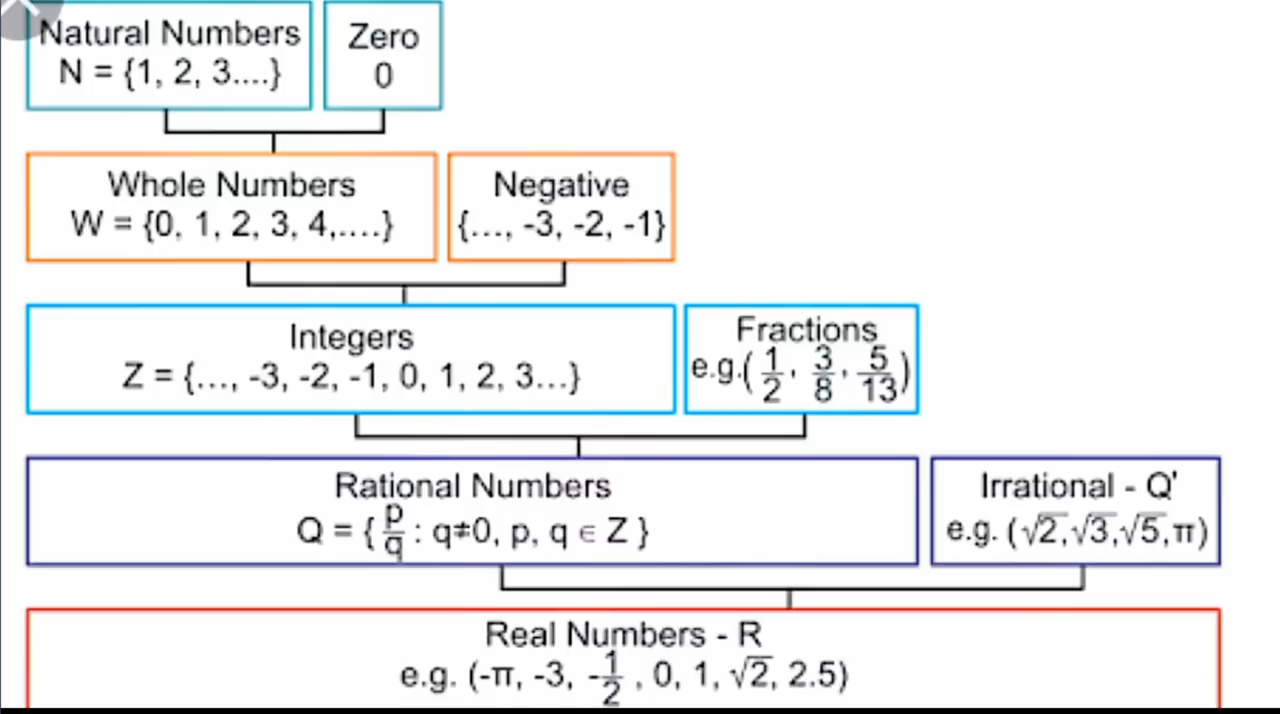 Natural Numbers
N = {1, 2, 3....}
Zero
0
Whole Numbers
W = {0, 1, 2, 3, 4,....}
Negative
{..., -3, -2, -1}
Integers
Z = {..., -3, -2, -1, 0, 1, 2, 3...}
Fractions
e.g.(1/2, 3/8, 5/13)
Rational Numbers
Q = {p/q : q≠0, p, q ∈ Z }
Irrational - Q'
e.g. (√2,√3,√5,π)
Real Numbers - R
e.g. (-π, -3, -1/2 , 0, 1, √2, 2.5)